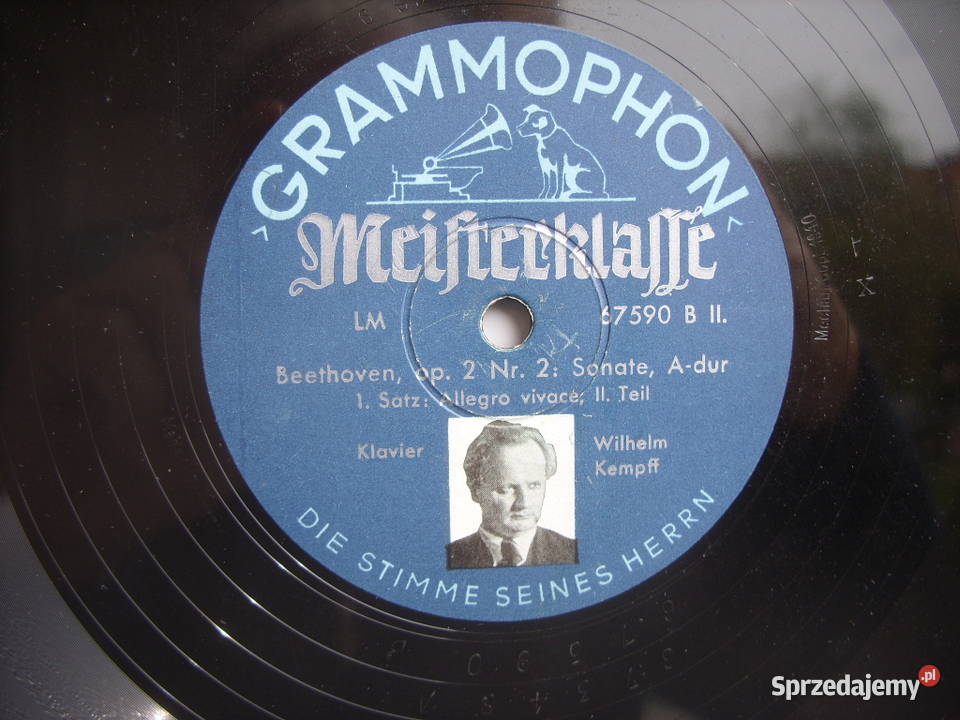 GRAMMOPHON
Meisterklasse
LM 67590 B II.
Beethoven, op. 2 Nr. 2: Sonate, A-dur
1. Satz: Allegro vivace; II. Teil
Klavier Wilhelm
Kempff
DIE STIMME SEINES HERRN
67590
Sprzedajemy.pl